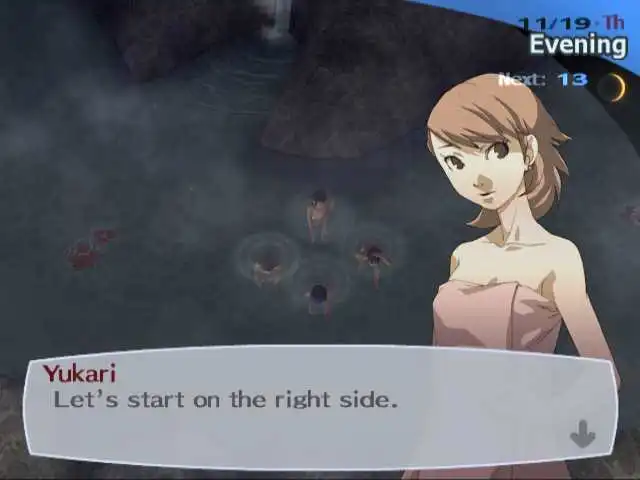 11/19 Th
Evening
Next: 13
Yukari
Let's start on the right side.